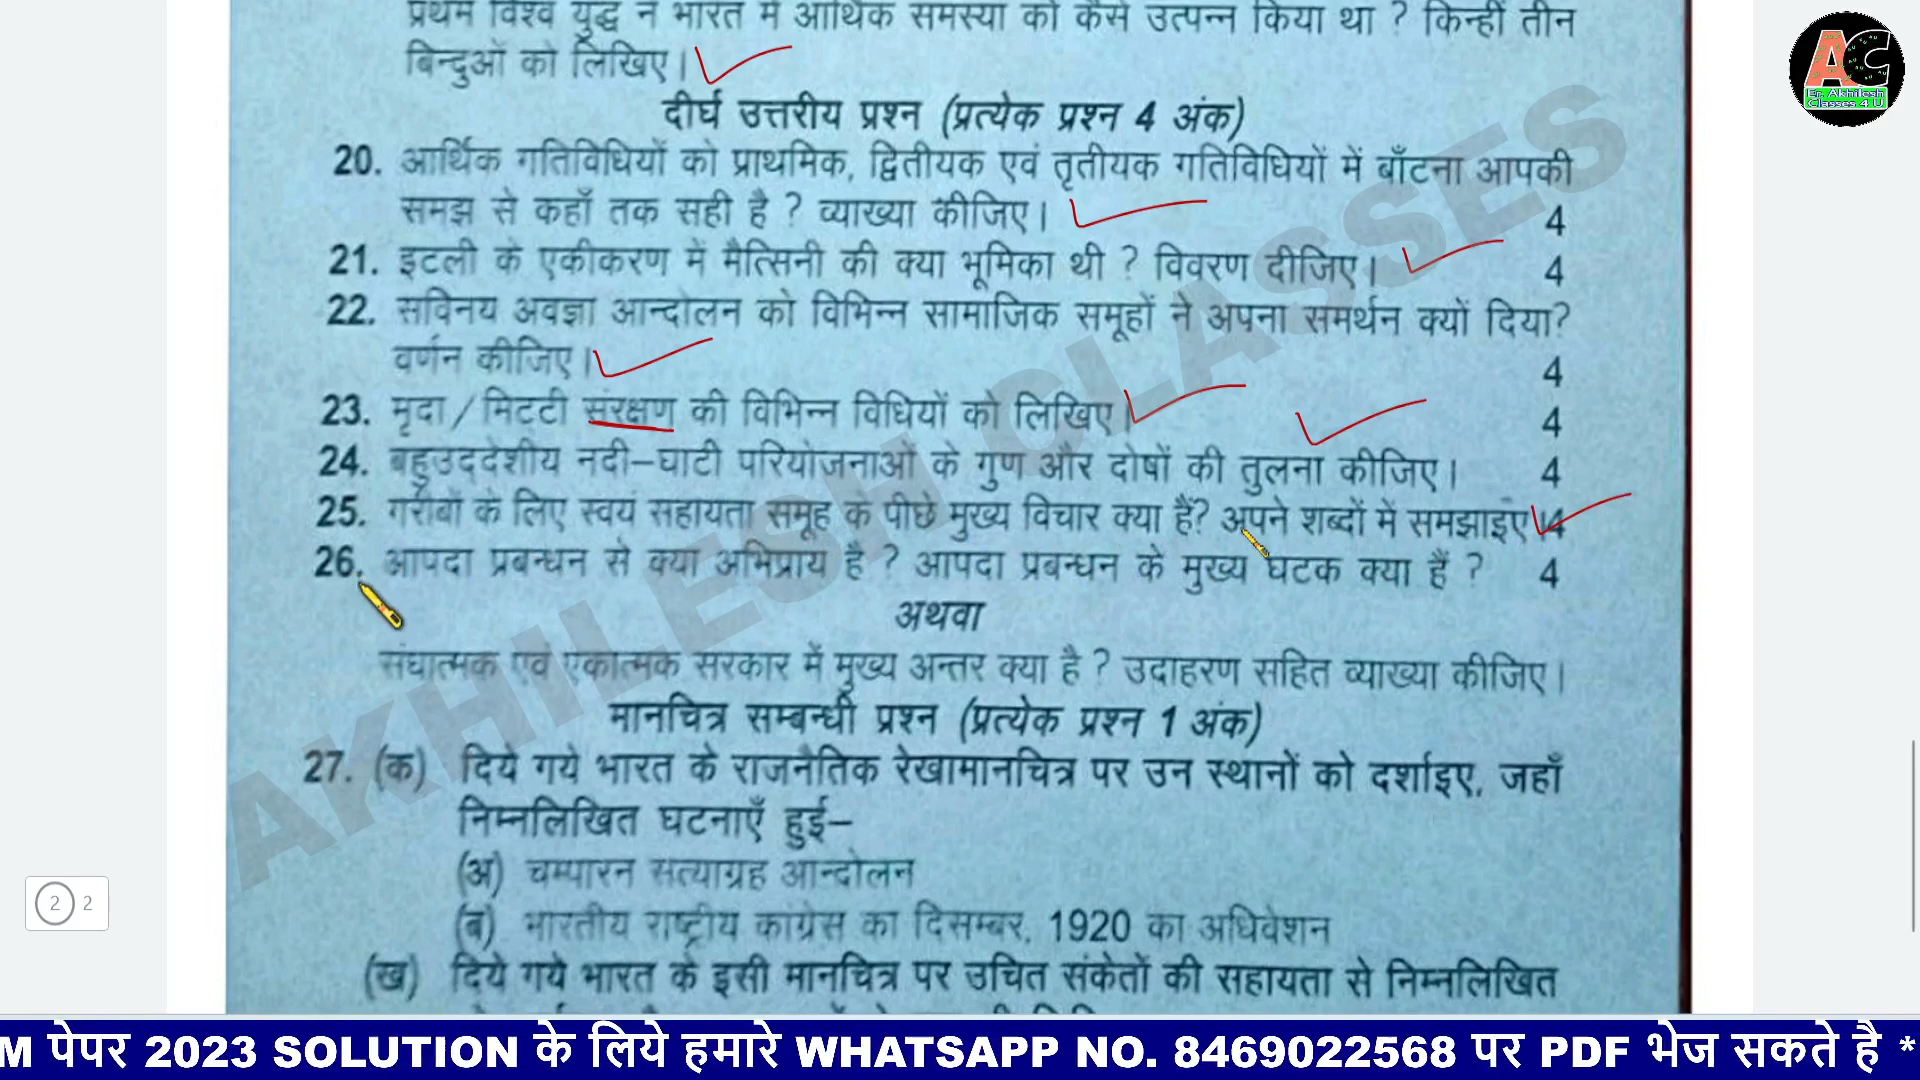 प्रथम विश्व युद्ध ने भारत में आर्थिक समस्या को कैसे उत्पन्न किया था ? किन्हीं तीन
बिन्दुओं को लिखिए।
दीर्घ उत्तरीय प्रश्न (प्रत्येक प्रश्न 4 अंक)
20. आर्थिक गतिविधियों को प्राथमिक, द्वितीयक एवं तृतीयक गतिविधियों में बाँटना आपकी
समझ से कहाँ तक सही है ? व्याख्या कीजिए। 4
21. इटली के एकीकरण में मैत्सिनी की क्या भूमिका थी ? विवरण दीजिए। 4
22. सविनय अवज्ञा आन्दोलन को विभिन्न सामाजिक समूहों ने अपना समर्थन क्यों दिया?
वर्णन कीजिए। 4
23. मृदा/मिटटी संरक्षण की विभिन्न विधियों को लिखिए। 4
24. बहुउद्देशीय नदी-घाटी परियोजनाओं के गुण और दोषों की तुलना कीजिए। 4
25. गरीबों के लिए स्वयं सहायता समूह के पीछे मुख्य विचार क्या हैं? अपने शब्दों में समझाइए।4
26. आपदा प्रबन्धन से क्या अभिप्राय है ? आपदा प्रबन्धन के मुख्य घटक क्या हैं ? 4
अथवा
संघात्मक एवं एकात्मक सरकार में मुख्य अन्तर क्या है ? उदाहरण सहित व्याख्या कीजिए।
मानचित्र सम्बन्धी प्रश्न (प्रत्येक प्रश्न 1 अंक)
27. (क) दिये गये भारत के राजनैतिक रेखामानचित्र पर उन स्थानों को दर्शाइए, जहाँ
निम्नलिखित घटनाएँ हुई-
(अ) चम्पारन सत्याग्रह आन्दोलन
(ब) भारतीय राष्ट्रीय कांग्रेस का दिसम्बर, 1920 का अधिवेशन
(ख) दिये गये भारत के इसी मानचित्र पर उचित संकेतों की सहायता से निम्नलिखित
AKHILESH CLASSES
AC
Er. Akhilesh
Classes 4 U
2 2
M पेपर 2023 SOLUTION के लिये हमारे WHATSAPP NO. 8469022568 पर PDF भेज सकते है *